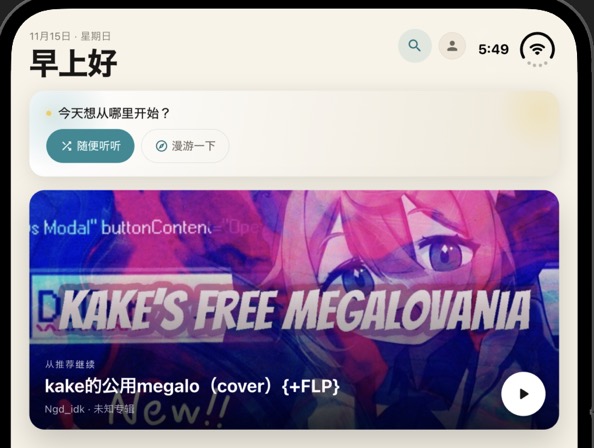 11月15日 · 星期日
早上好
5:49
今天想从哪里开始？
随便听听
漫游一下
s Modal" buttonContent="Ope
KAKE'S FREE MEGALOVANIA
从推荐继续
kake的公用megalo（cover）{+FLP}
Ngd_idk · 未知专辑
New!!